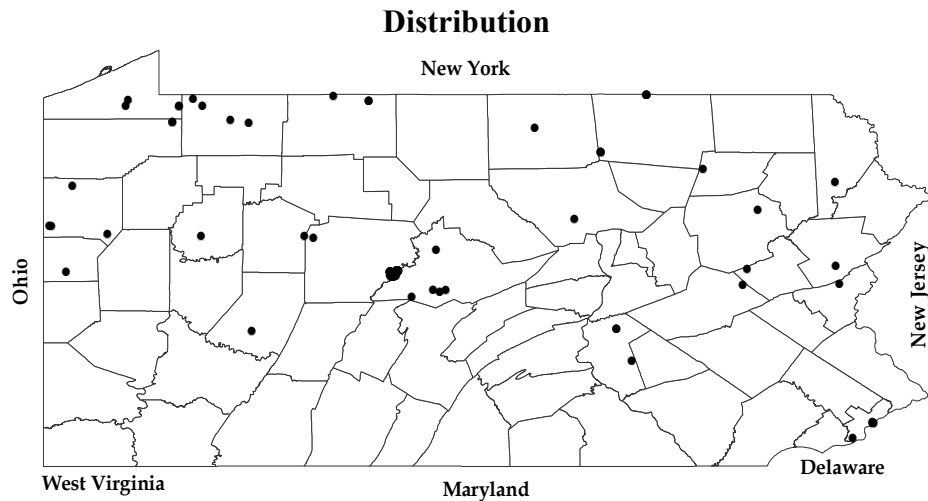 Distribution
New York
Ohio
New Jersey
West Virginia
Maryland
Delaware